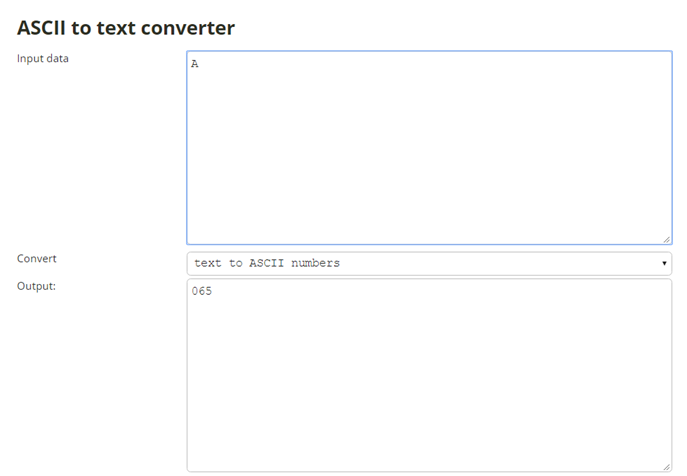 ASCII to text converter
Input data
A
Convert
text to ASCII numbers
Output:
065